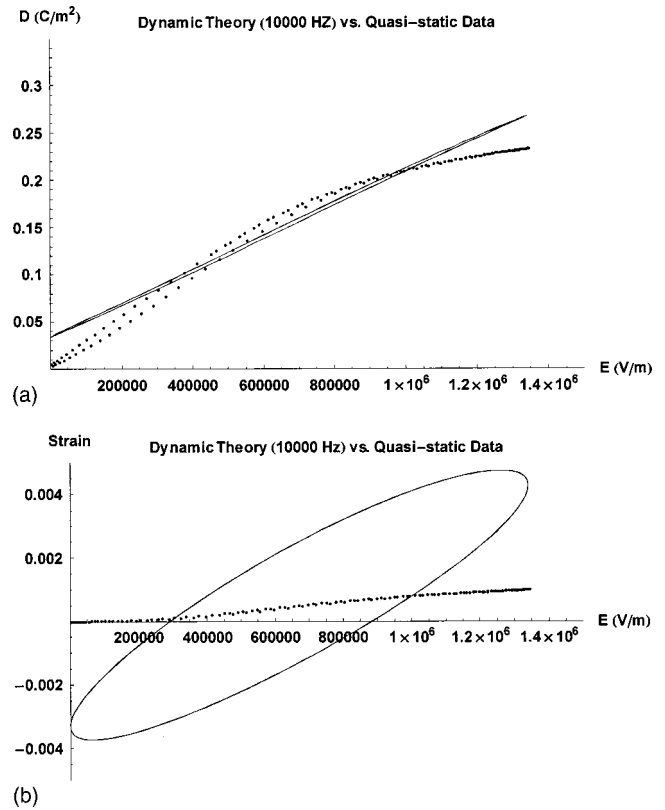 D (C/m²)
Dynamic Theory (10000 HZ) vs. Quasi−static Data
0.3
0.25
0.2
0.15
0.1
0.05
200000 400000 600000 800000 1×10⁶ 1.2×10⁶ 1.4×10⁶
E (V/m)
(a)
Strain
Dynamic Theory (10000 Hz) vs. Quasi−static Data
0.004
0.002
200000 400000 600000 800000 1×10⁶ 1.2×10⁶ 1.4×10⁶
E (V/m)
−0.002
−0.004
(b)